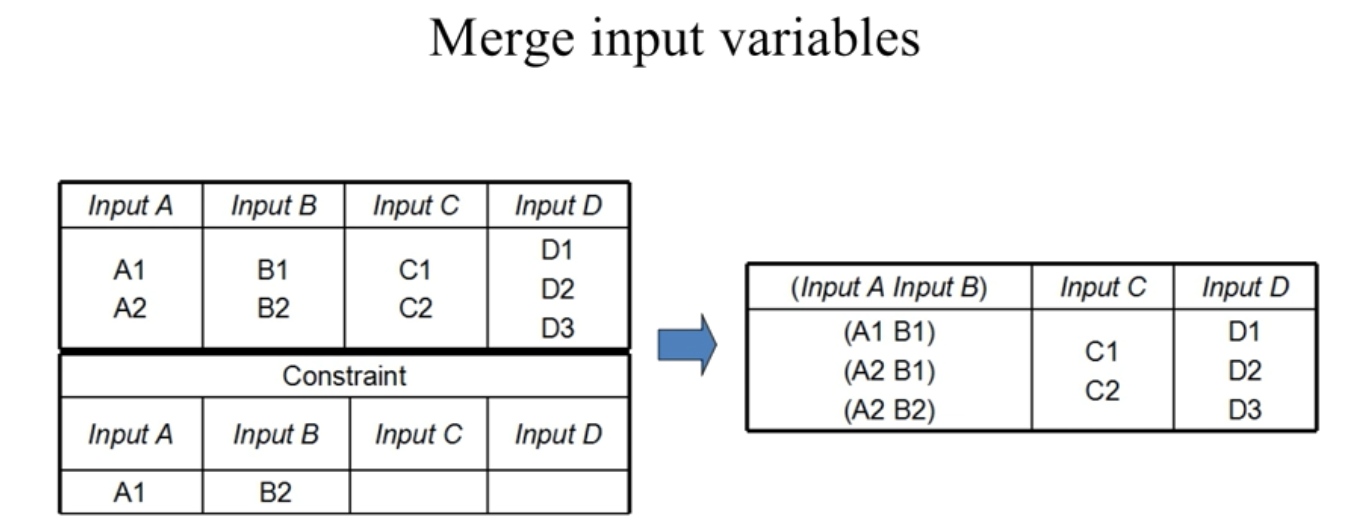 Merge input variables
Input A Input B Input C Input D
A1 B1 C1 D1
A2 B2 C2 D2
D3
Constraint
Input A Input B Input C Input D
A1 B2
(Input A Input B) Input C Input D
(A1 B1) C1 D1
(A2 B1) C2 D2
(A2 B2) D3